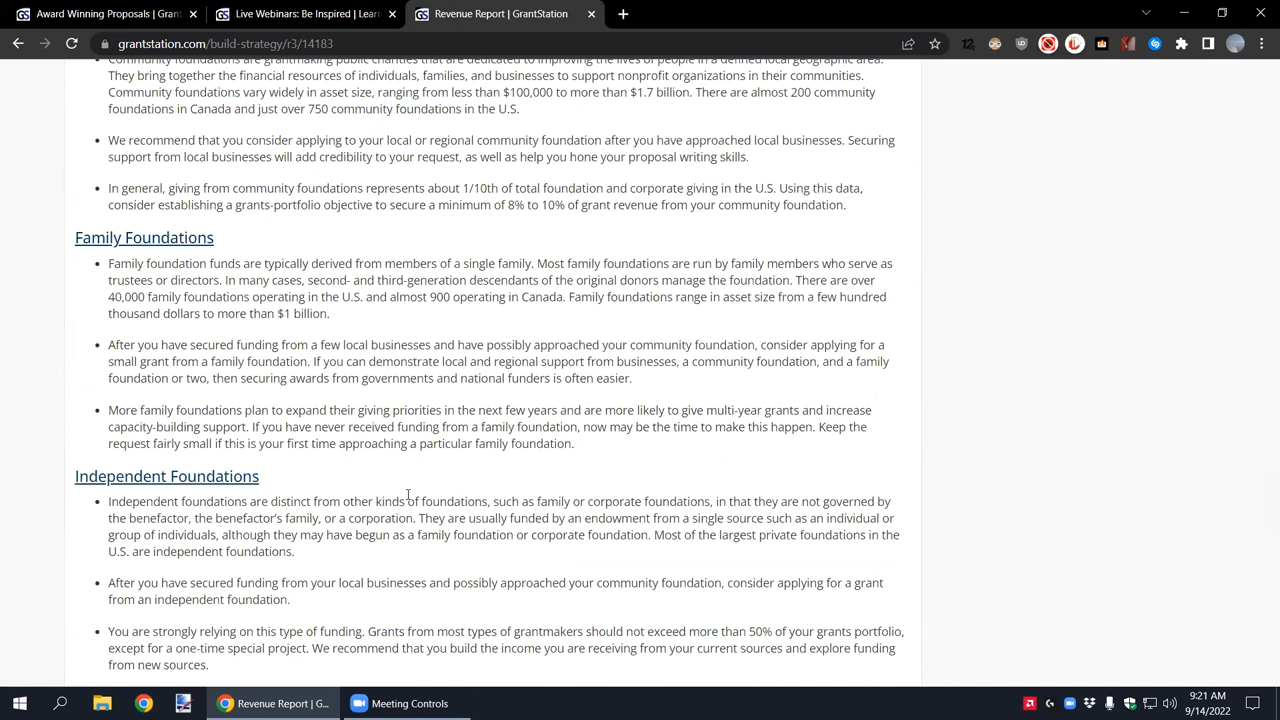 Award Winning Proposals | Grant
Live Webinars: Be Inspired | Lear
Revenue Report | GrantStation
grantstation.com/build-strategy/r3/14183
Community foundations are grantmaking public charities that are dedicated to improving the lives of people in a defined local geographic area.
They bring together the financial resources of individuals, families, and businesses to support nonprofit organizations in their communities.
Community foundations vary widely in asset size, ranging from less than $100,000 to more than $1.7 billion. There are almost 200 community
foundations in Canada and just over 750 community foundations in the U.S.
• We recommend that you consider applying to your local or regional community foundation after you have approached local businesses. Securing
support from local businesses will add credibility to your request, as well as help you hone your proposal writing skills.
• In general, giving from community foundations represents about 1/10th of total foundation and corporate giving in the U.S. Using this data,
consider establishing a grants-portfolio objective to secure a minimum of 8% to 10% of grant revenue from your community foundation.
Family Foundations
• Family foundation funds are typically derived from members of a single family. Most family foundations are run by family members who serve as
trustees or directors. In many cases, second- and third-generation descendants of the original donors manage the foundation. There are over
40,000 family foundations operating in the U.S. and almost 900 operating in Canada. Family foundations range in asset size from a few hundred
thousand dollars to more than $1 billion.
• After you have secured funding from a few local businesses and have possibly approached your community foundation, consider applying for a
small grant from a family foundation. If you can demonstrate local and regional support from businesses, a community foundation, and a family
foundation or two, then securing awards from governments and national funders is often easier.
• More family foundations plan to expand their giving priorities in the next few years and are more likely to give multi-year grants and increase
capacity-building support. If you have never received funding from a family foundation, now may be the time to make this happen. Keep the
request fairly small if this is your first time approaching a particular family foundation.
Independent Foundations
• Independent foundations are distinct from other kinds of foundations, such as family or corporate foundations, in that they are not governed by
the benefactor, the benefactor's family, or a corporation. They are usually funded by an endowment from a single source such as an individual or
group of individuals, although they may have begun as a family foundation or corporate foundation. Most of the largest private foundations in the
U.S. are independent foundations.
• After you have secured funding from your local businesses and possibly approached your community foundation, consider applying for a grant
from an independent foundation.
• You are strongly relying on this type of funding. Grants from most types of grantmakers should not exceed more than 50% of your grants portfolio,
except for a one-time special project. We recommend that you build the income you are receiving from your current sources and explore funding
from new sources.
Revenue Report | G...
Meeting Controls
9:21 AM
9/14/2022